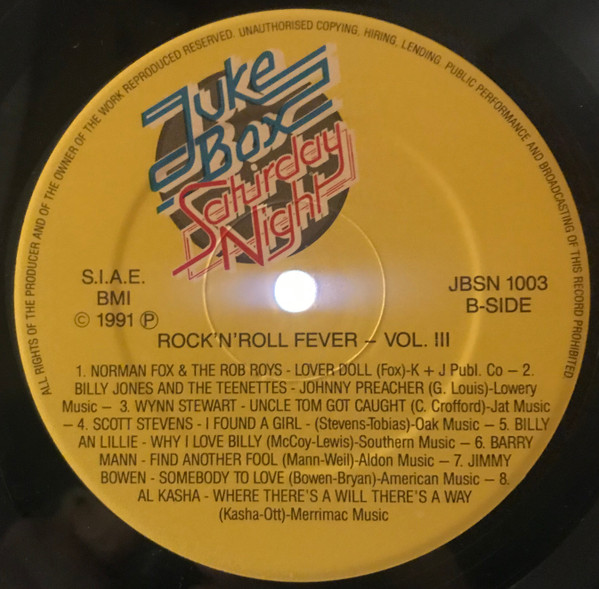 ALL RIGHTS OF THE PRODUCER AND OF THE OWNER OF THE WORK REPRODUCED RESERVED. UNAUTHORISED COPYING, HIRING, LENDING, PUBLIC PERFORMANCE AND BROADCASTING OF THIS RECORD PROHIBITED
Juke
Box
Saturday
Night
S.I.A.E.
BMI
© 1991 Ⓟ
JBSN 1003
B-SIDE
ROCK'N'ROLL FEVER – VOL. III
1. NORMAN FOX & THE ROB ROYS - LOVER DOLL (Fox)-K + J Publ. Co – 2.
BILLY JONES AND THE TEENETTES - JOHNNY PREACHER (G. Louis)-Lowery
Music – 3. WYNN STEWART - UNCLE TOM GOT CAUGHT (C. Crofford)-Jat Music
– 4. SCOTT STEVENS - I FOUND A GIRL - (Stevens-Tobias)-Oak Music – 5. BILLY
AN LILLIE - WHY I LOVE BILLY (McCoy-Lewis)-Southern Music – 6. BARRY
MANN - FIND ANOTHER FOOL (Mann-Weil)-Aldon Music – 7. JIMMY
BOWEN - SOMEBODY TO LOVE (Bowen-Bryan)-American Music – 8.
AL KASHA - WHERE THERE'S A WILL THERE'S A WAY
(Kasha-Ott)-Merrimac Music